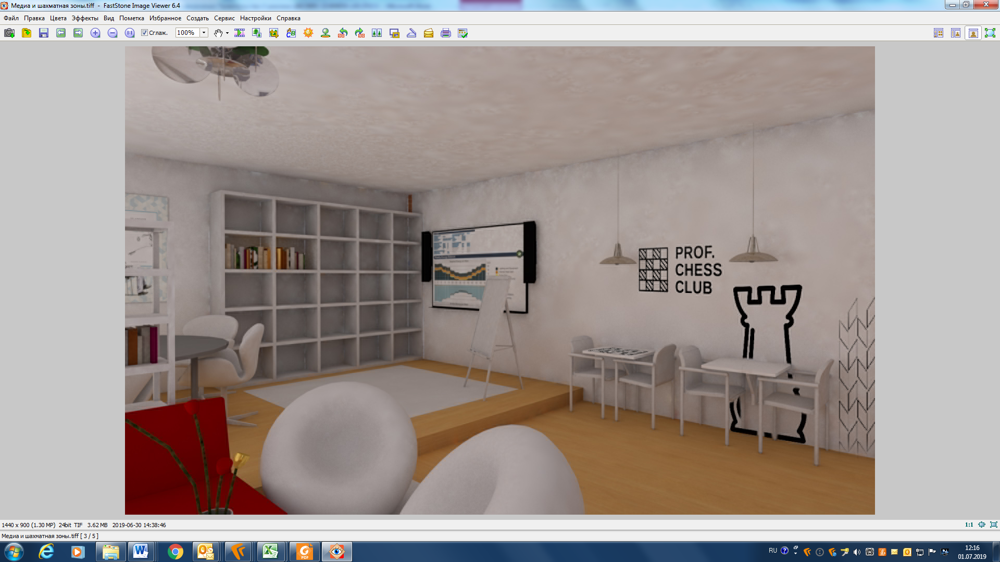 Медиа и шахматная зоны.tiff - FastStone Image Viewer 6.4
Файл Правка Цвета Эффекты Вид Пометка Избранное Создать Сервис Настройки Справка
Сглаж. 100%
PROF.
CHESS
CLUB
1440 x 900 (1.30 MP) 24bit TIF 3.62 MB 2019-06-30 14:38:46
1:1
Медиа и шахматная зоны.tiff [ 3 / 5 ]
RU
12:16
01.07.2019